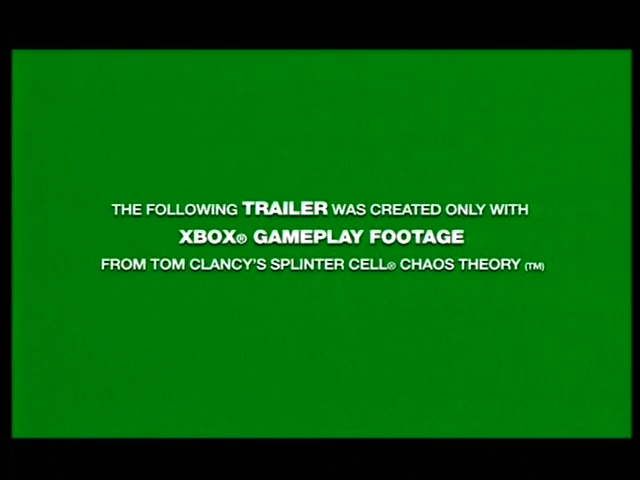 THE FOLLOWING TRAILER WAS CREATED ONLY WITH
XBOX® GAMEPLAY FOOTAGE
FROM TOM CLANCY'S SPLINTER CELL® CHAOS THEORY (TM)